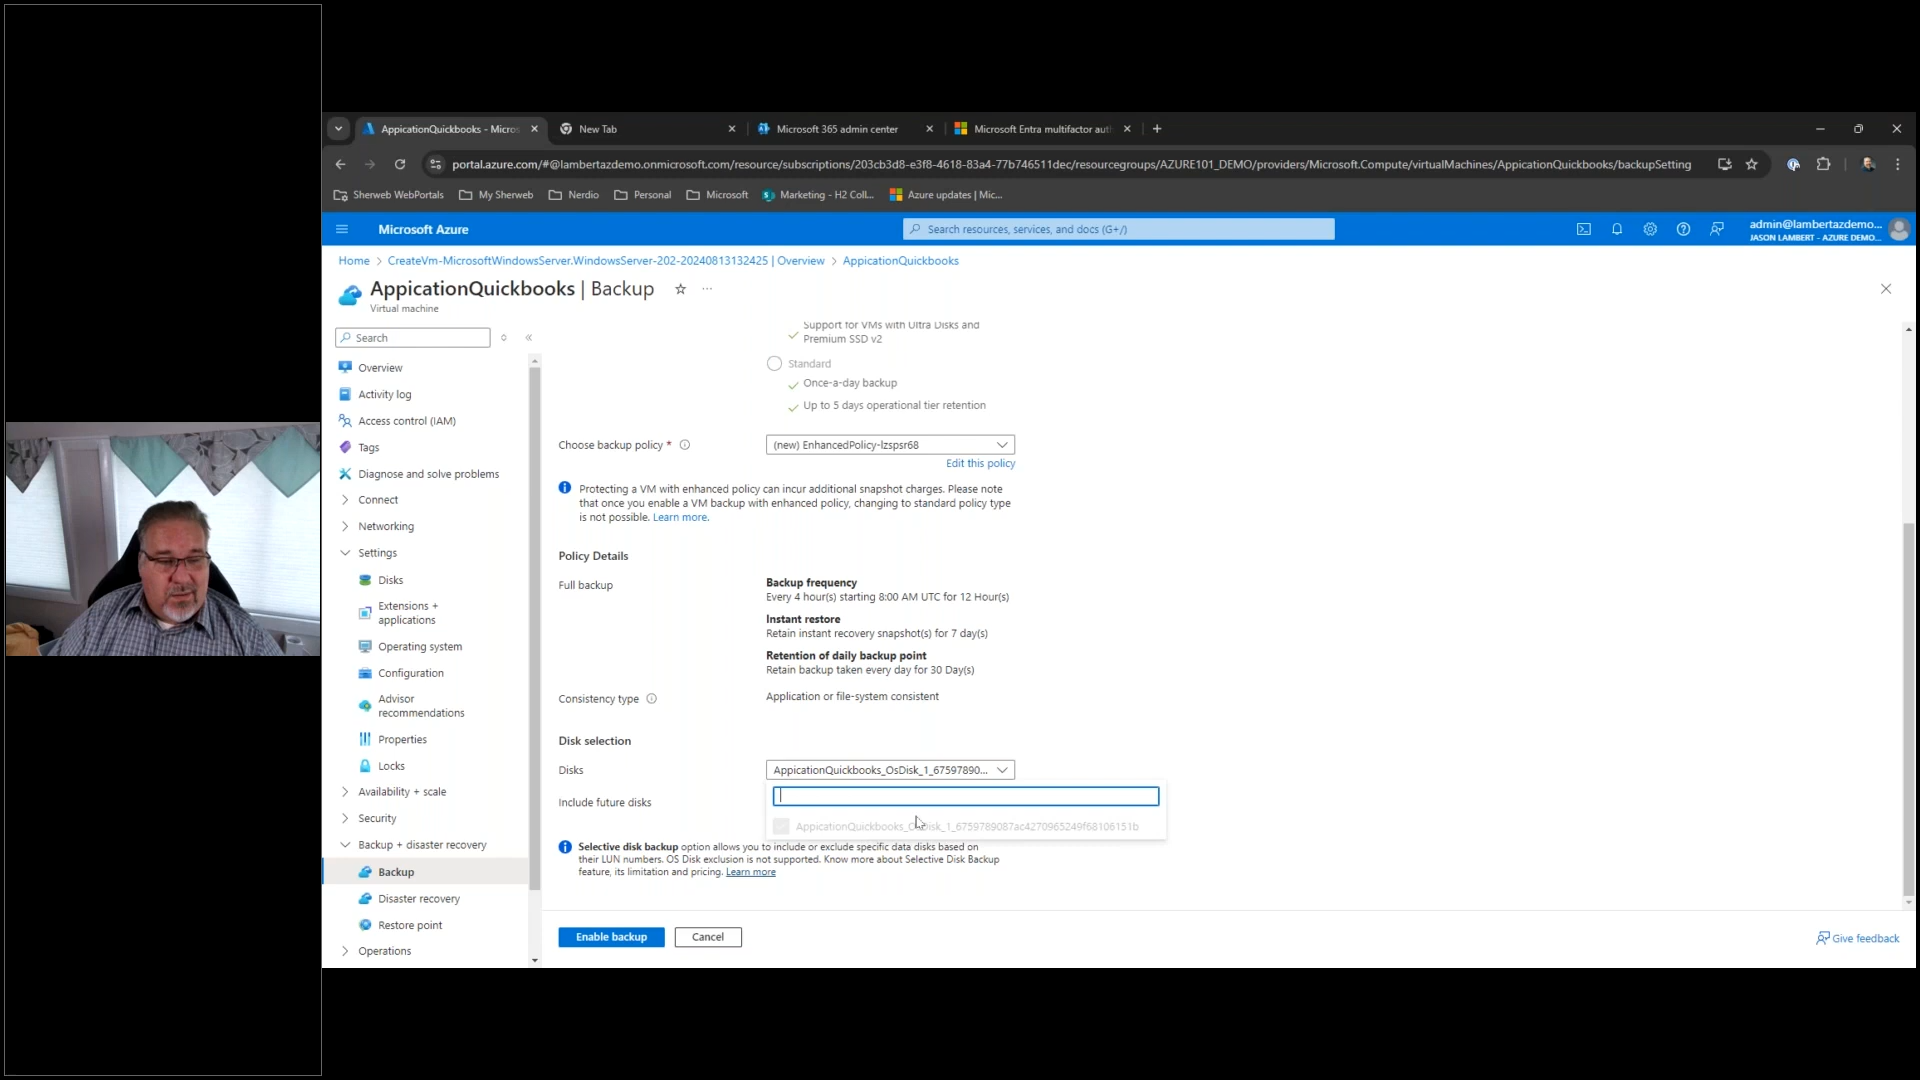 AppicationQuickbooks - Micros
New Tab
Microsoft 365 admin center
Microsoft Entra multifactor aut
portal.azure.com/#@lambertazdemo.onmicrosoft.com/resource/subscriptions/203cb3d8-e3f8-4618-83a4-77b746511dec/resourcegroups/AZURE101_DEMO/providers/Microsoft.Compute/virtualMachines/AppicationQuickbooks/backupSetting
Sherweb WebPortals
My Sherweb
Nerdio
Personal
Microsoft
Marketing - H2 Coll...
Azure updates | Mic...
Microsoft Azure
Search resources, services, and docs (G+/)
admin@lambertazdemo...
JASON LAMBERT - AZURE DEMO...
Home > CreateVm-MicrosoftWindowsServer.WindowsServer-202-20240813132425 | Overview > AppicationQuickbooks
AppicationQuickbooks | Backup
Virtual machine
Search
Overview
Activity log
Access control (IAM)
Tags
Diagnose and solve problems
Connect
Networking
Settings
Disks
Extensions +
applications
Operating system
Configuration
Advisor
recommendations
Properties
Locks
Availability + scale
Security
Backup + disaster recovery
Backup
Disaster recovery
Restore point
Operations
Support for VMs with Ultra Disks and
Premium SSD v2
Standard
Once-a-day backup
Up to 5 days operational tier retention
Choose backup policy *
(new) EnhancedPolicy-lzspsr68
Edit this policy
Protecting a VM with enhanced policy can incur additional snapshot charges. Please note
that once you enable a VM backup with enhanced policy, changing to standard policy type
is not possible. Learn more.
Policy Details
Full backup
Backup frequency
Every 4 hour(s) starting 8:00 AM UTC for 12 Hour(s)
Instant restore
Retain instant recovery snapshot(s) for 7 day(s)
Retention of daily backup point
Retain backup taken every day for 30 Day(s)
Consistency type
Application or file-system consistent
Disk selection
Disks
AppicationQuickbooks_OsDisk_1_67597890...
Include future disks
AppicationQuickbooks_OsDisk_1_6759789087ac4270965249f68106151b
Selective disk backup option allows you to include or exclude specific data disks based on
their LUN numbers. OS Disk exclusion is not supported. Know more about Selective Disk Backup
feature, its limitation and pricing. Learn more
Enable backup
Cancel
Give feedback